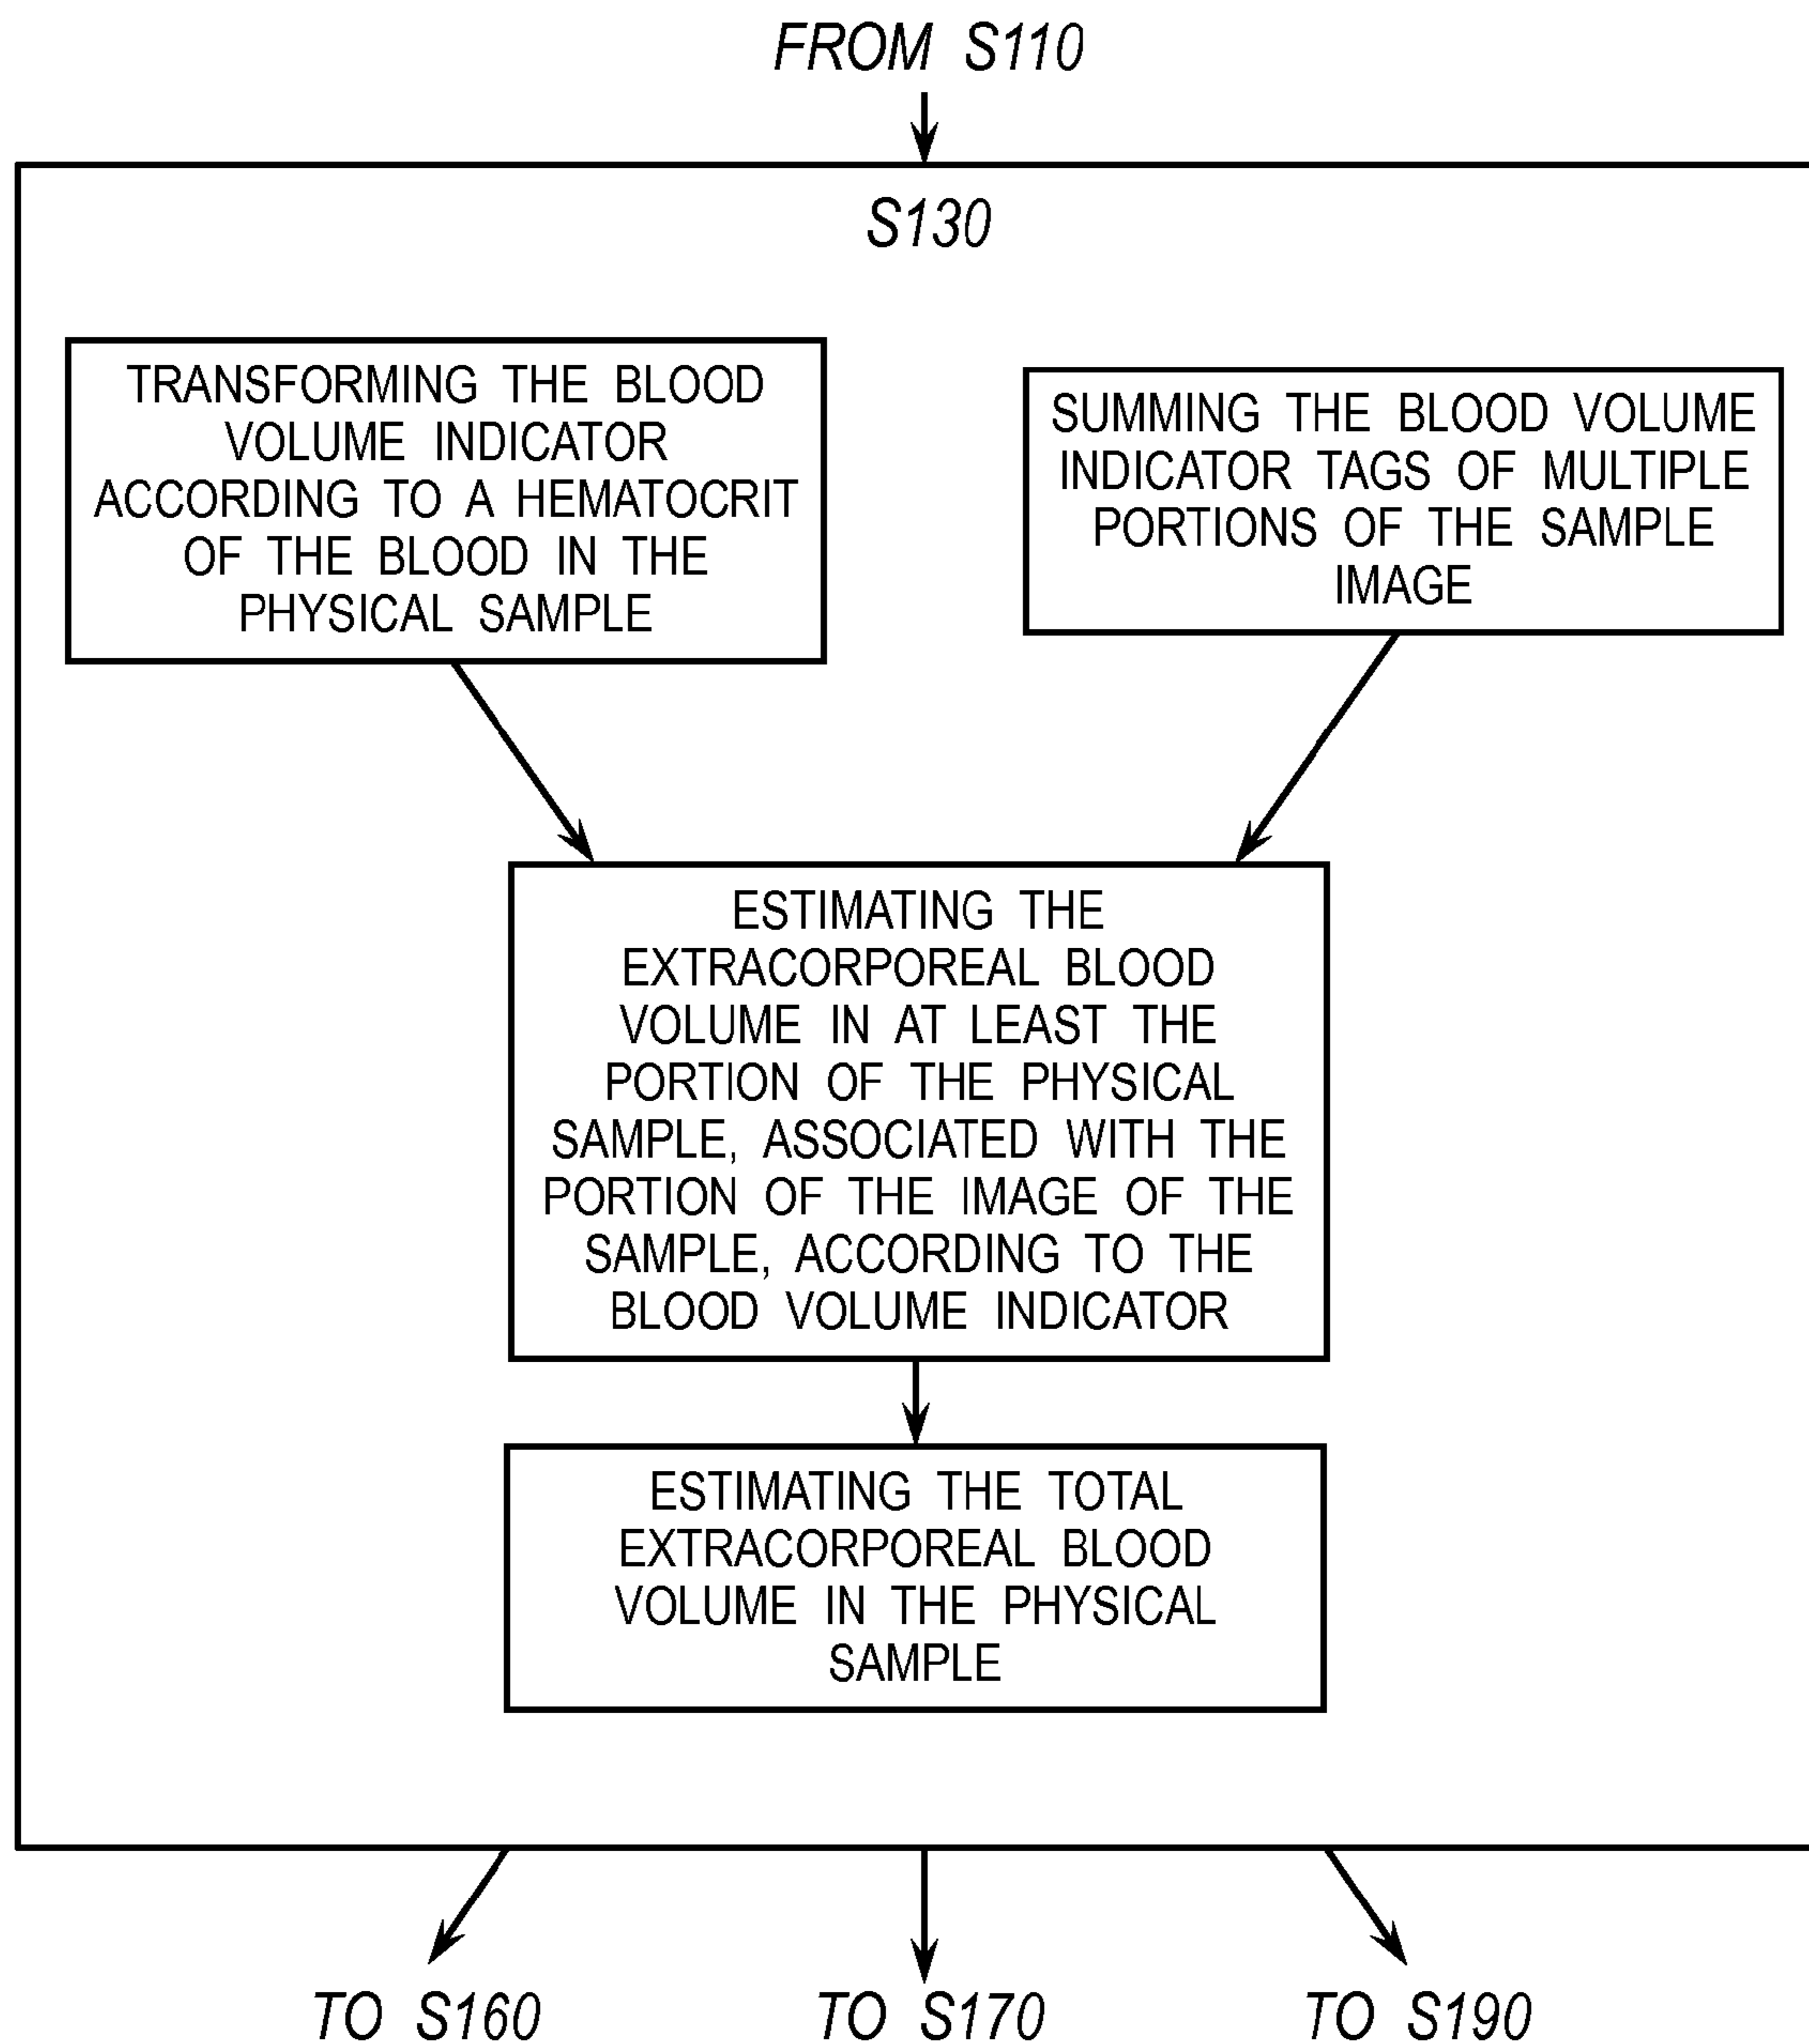 FROM S110
S130
TRANSFORMING THE BLOOD
VOLUME INDICATOR
ACCORDING TO A HEMATOCRIT
OF THE BLOOD IN THE
PHYSICAL SAMPLE
SUMMING THE BLOOD VOLUME
INDICATOR TAGS OF MULTIPLE
PORTIONS OF THE SAMPLE
IMAGE
ESTIMATING THE
EXTRACORPOREAL BLOOD
VOLUME IN AT LEAST THE
PORTION OF THE PHYSICAL
SAMPLE, ASSOCIATED WITH THE
PORTION OF THE IMAGE OF THE
SAMPLE, ACCORDING TO THE
BLOOD VOLUME INDICATOR
ESTIMATING THE TOTAL
EXTRACORPOREAL BLOOD
VOLUME IN THE PHYSICAL
SAMPLE
TO S160
TO S170
TO S190